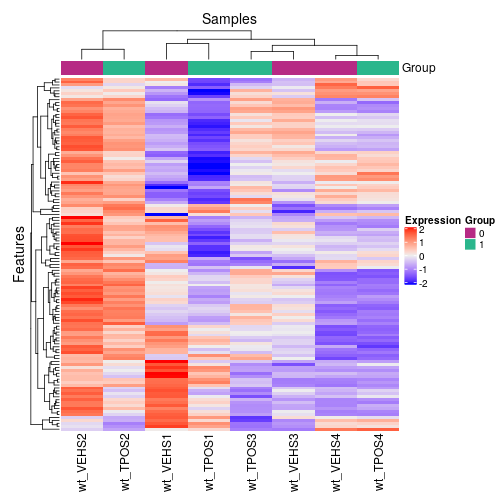 Samples
Group
Features
Expression
2
1
0
-1
-2
Group
0
1
wt_VEHS2
wt_TPOS2
wt_VEHS1
wt_TPOS1
wt_TPOS3
wt_VEHS3
wt_VEHS4
wt_TPOS4